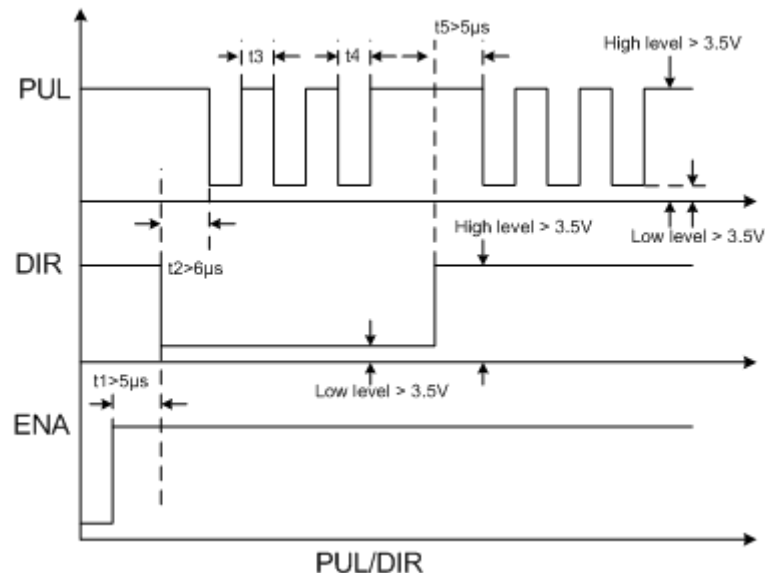 t5>5μs
t3
t4
High level > 3.5V
PUL
High level > 3.5V
Low level > 3.5V
DIR
t2>6μs
t1>5μs
Low level > 3.5V
ENA
PUL/DIR